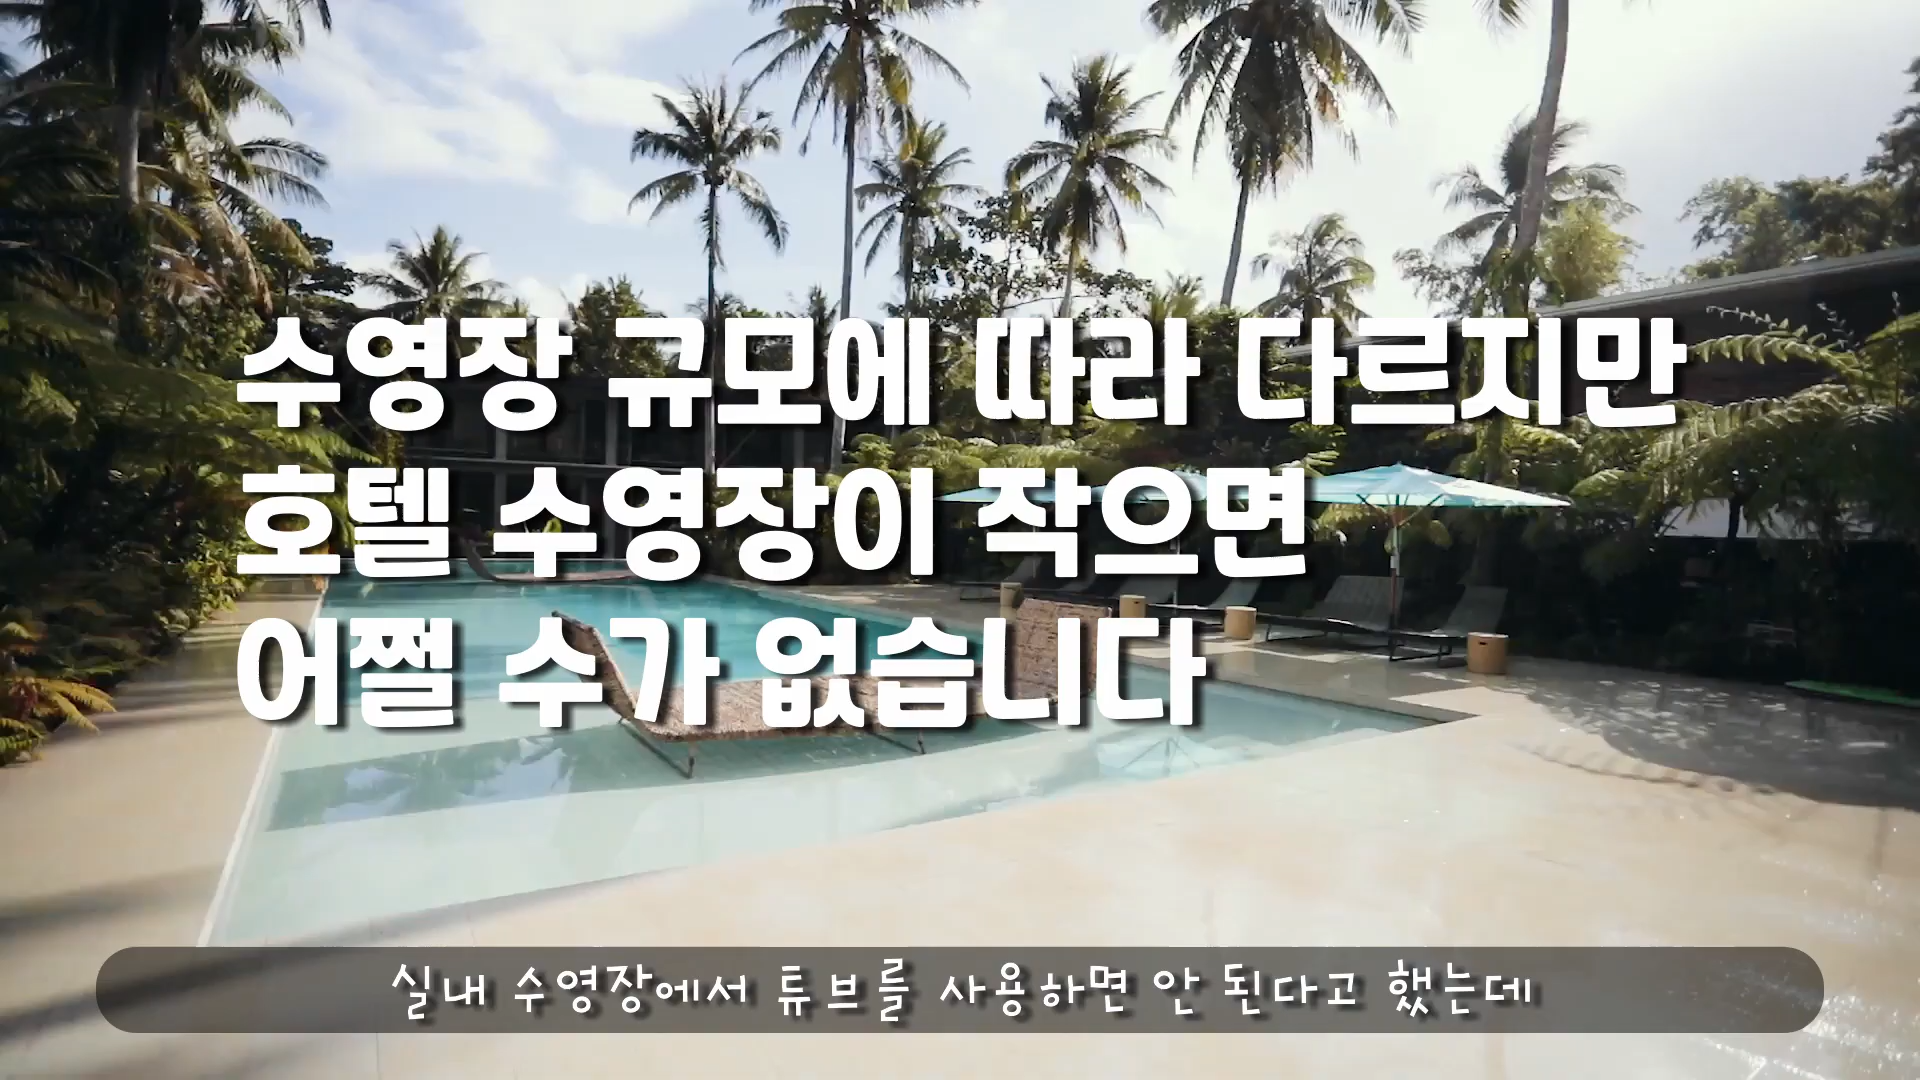 수영장 규모에 따라 다르지만
호텔 수영장이 작으면
어쩔 수가 없습니다
실내 수영장에서 튜브를 사용하면 안 된다고 했는데